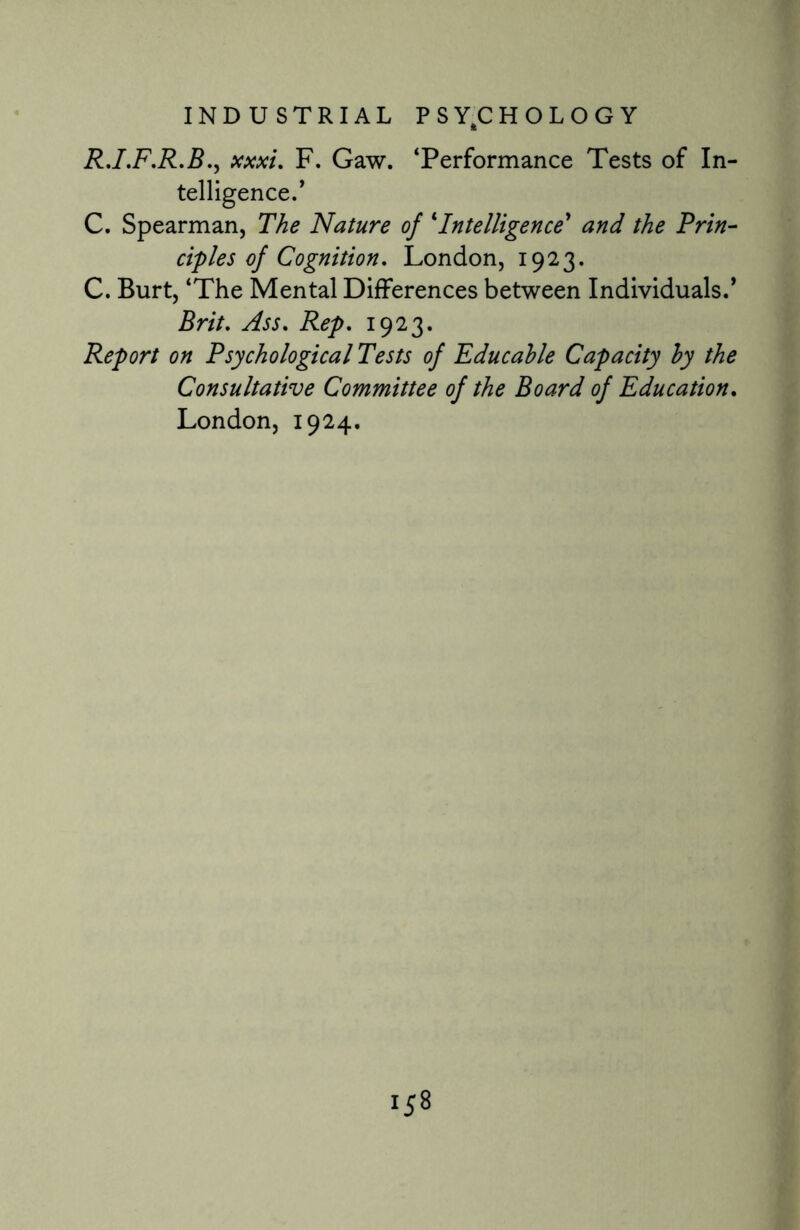 INDUSTRIAL PSYCHOLOGY
R.I.F.R.B., xxxi. F. Gaw. ‘Performance Tests of In-
telligence.’
C. Spearman, The Nature of ‘Intelligence’ and the Prin-
ciples of Cognition. London, 1923.
C. Burt, ‘The Mental Differences between Individuals.’
Brit. Ass. Rep. 1923.
Report on Psychological Tests of Educable Capacity by the
Consultative Committee of the Board of Education.
London, 1924.
158